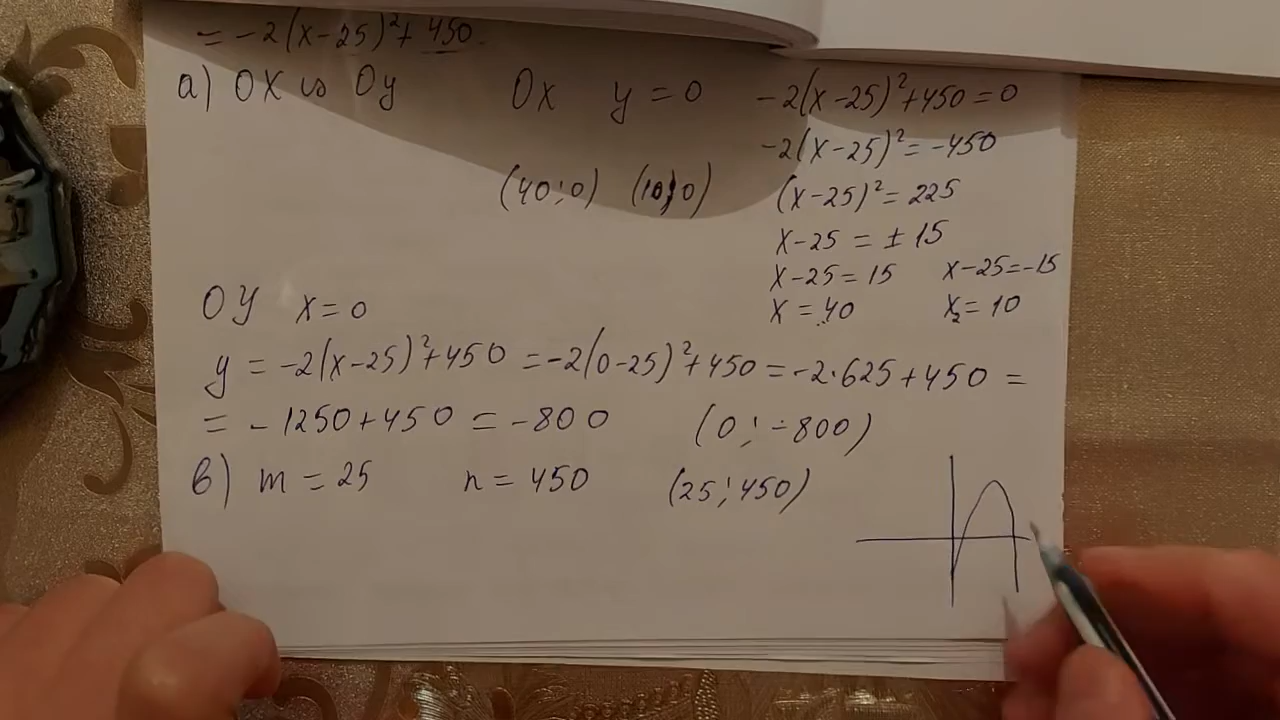 = -2(x-25)²+450
a) OX и Oy Ox y = 0 -2(x-25)²+450=0
-2(x-25)²= -450
(40;0) (10;0) (x-25)²= 225
x-25 = ±15
x-25=15 x-25=-15
OY x=0 x = 40 x₂= 10
y = -2(x-25)²+450 =-2(0-25)²+450=-2·625+450 =
= -1250+450 = -800 (0;-800)
в) m = 25 n = 450 (25;450)